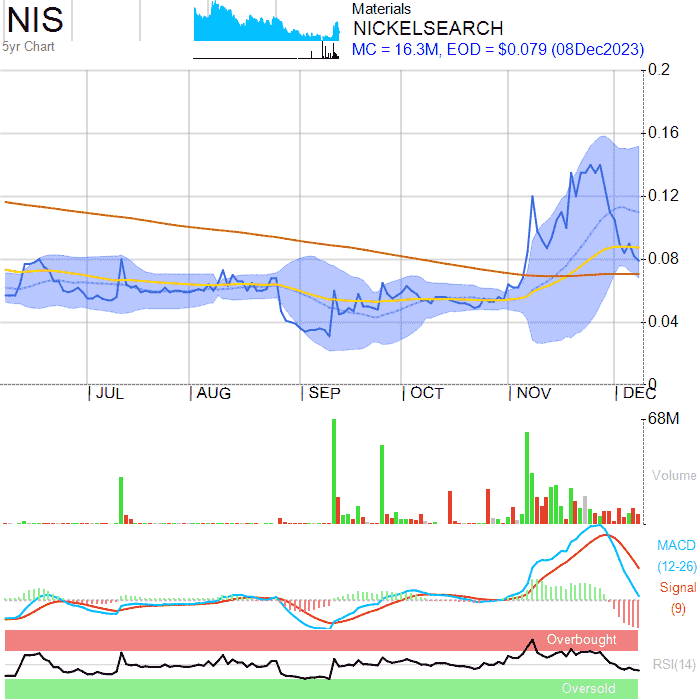 NIS
5yr Chart
Materials
NICKELSEARCH
MC = 16.3M, EOD = $0.079 (08Dec2023)
0.2
0.16
0.12
0.08
0.04
0
JUL AUG SEP OCT NOV DEC
68M
Volume
MACD
(12-26)
Signal
(9)
Overbought
RSI(14)
Oversold